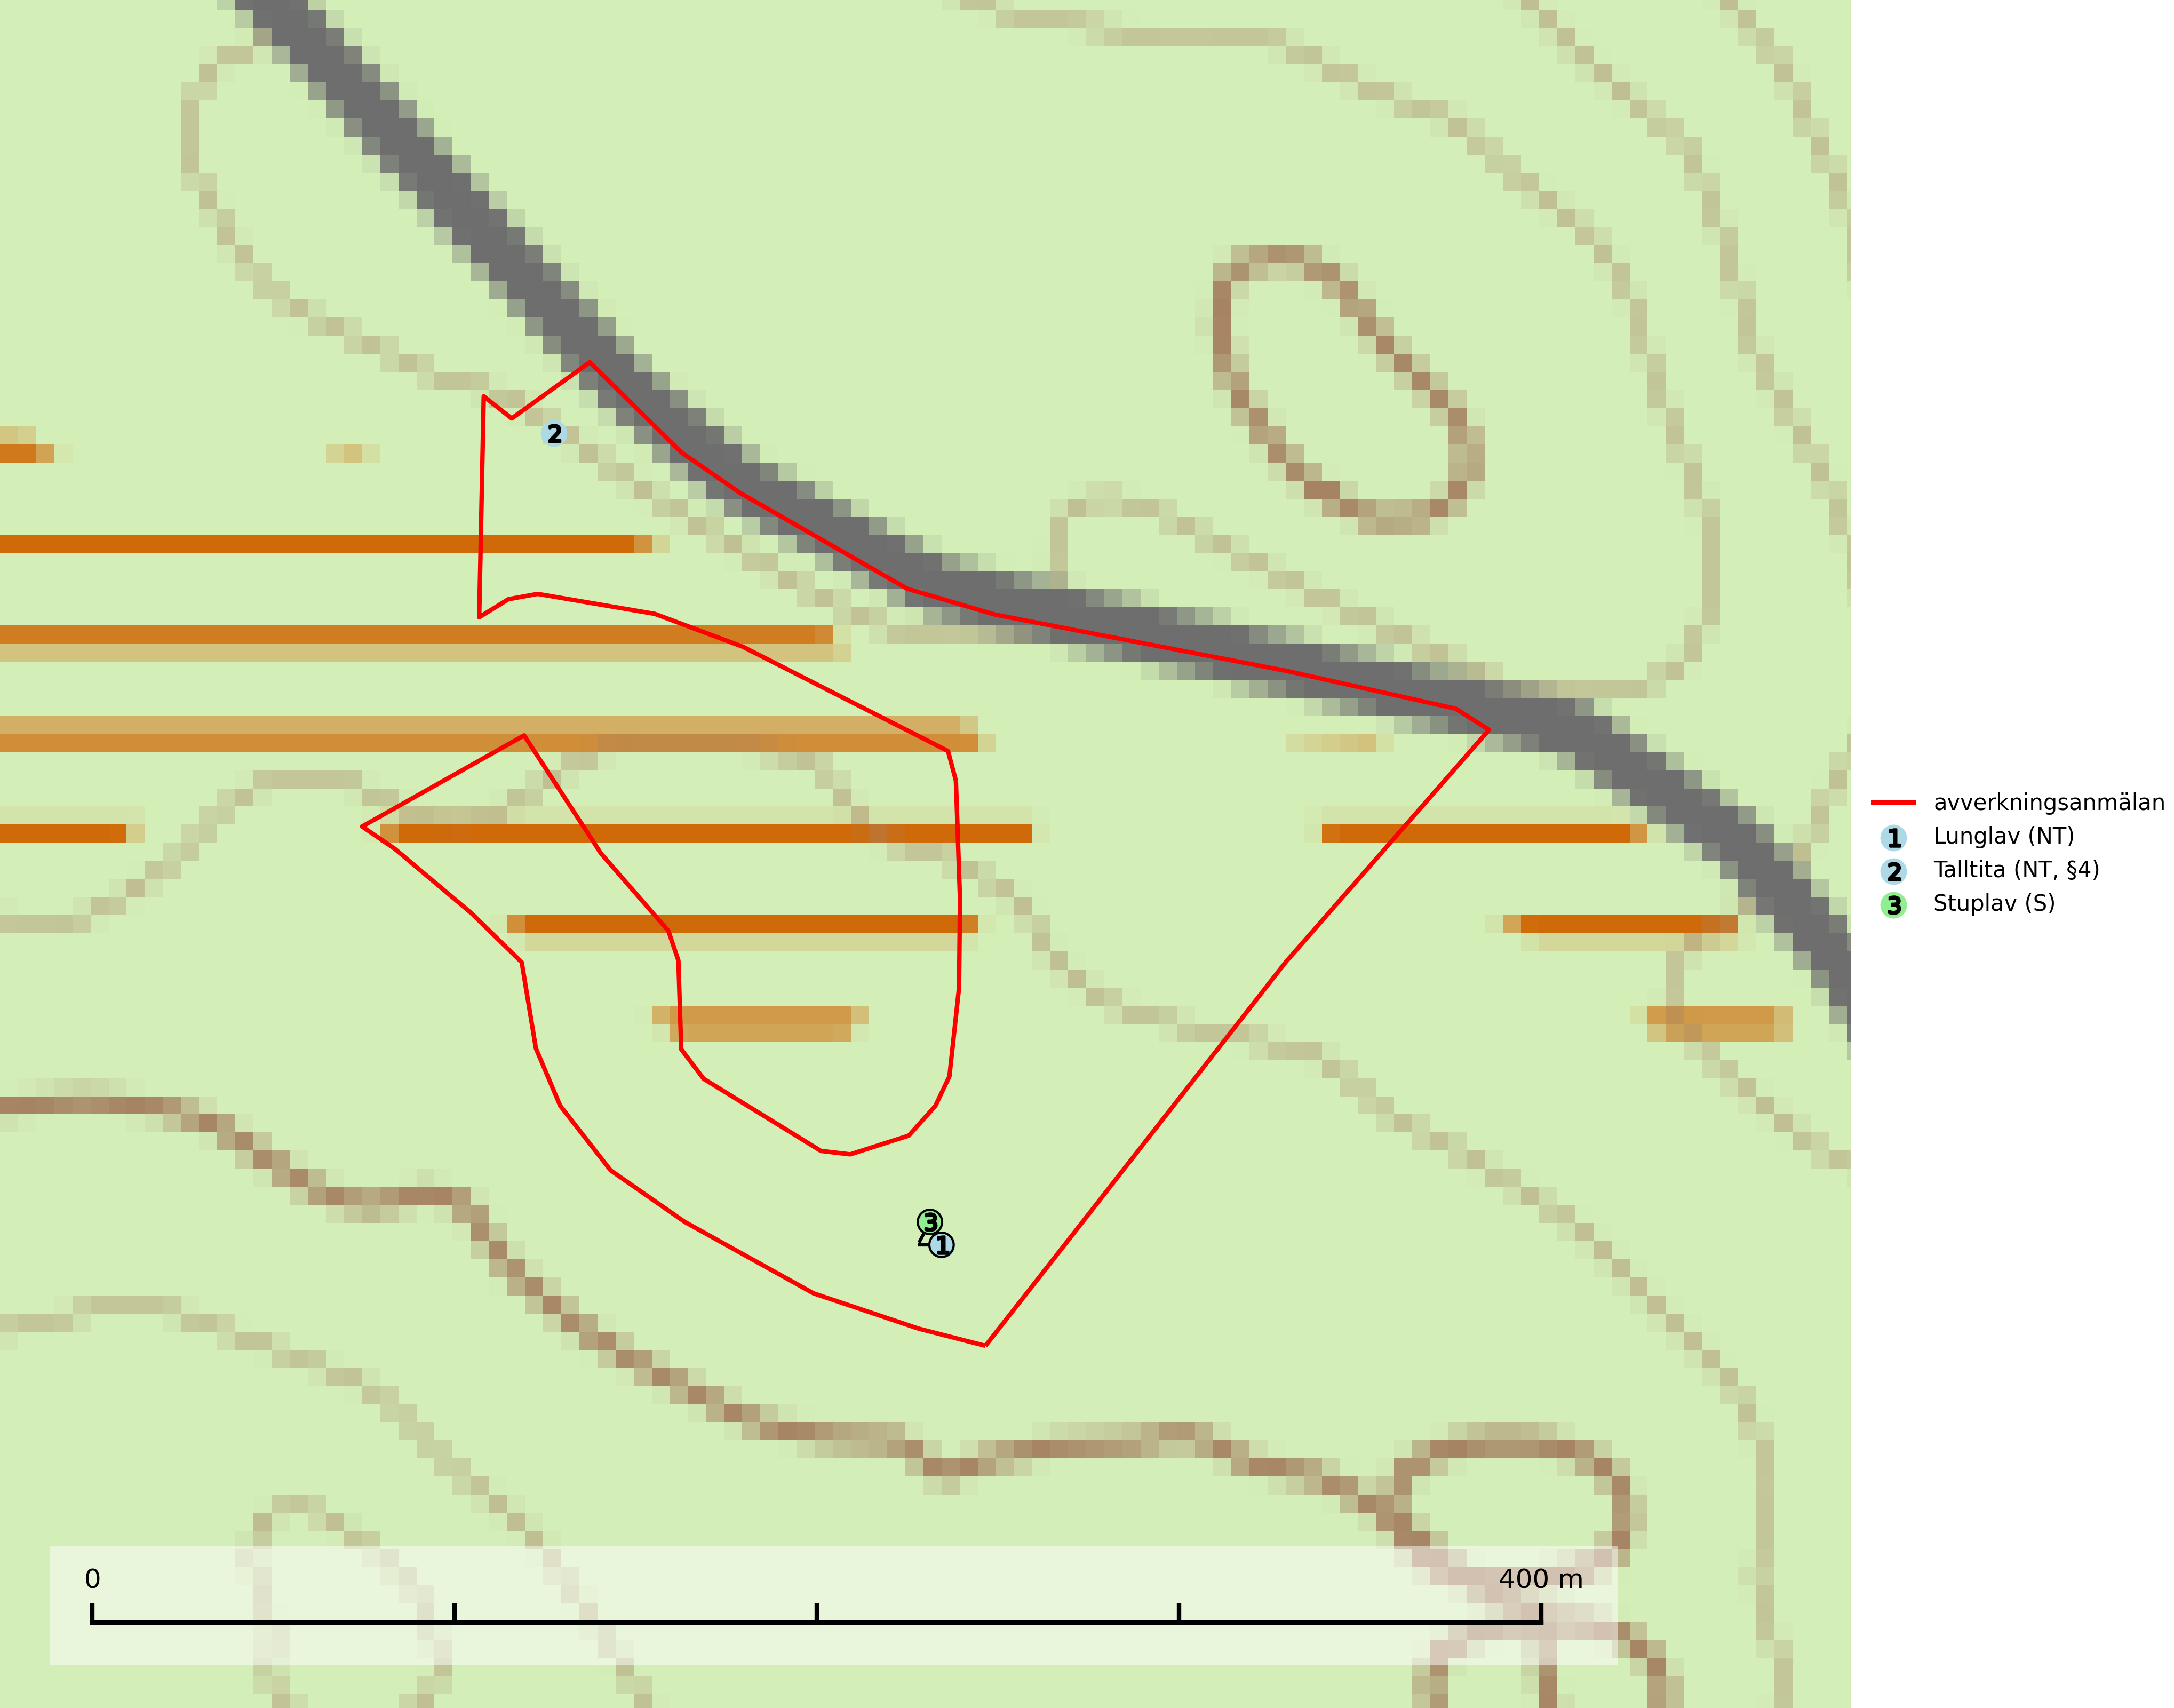 2
3
1
avverkningsanmälan
1 Lunglav (NT)
2 Talltita (NT, §4)
3 Stuplav (S)
0 400 m